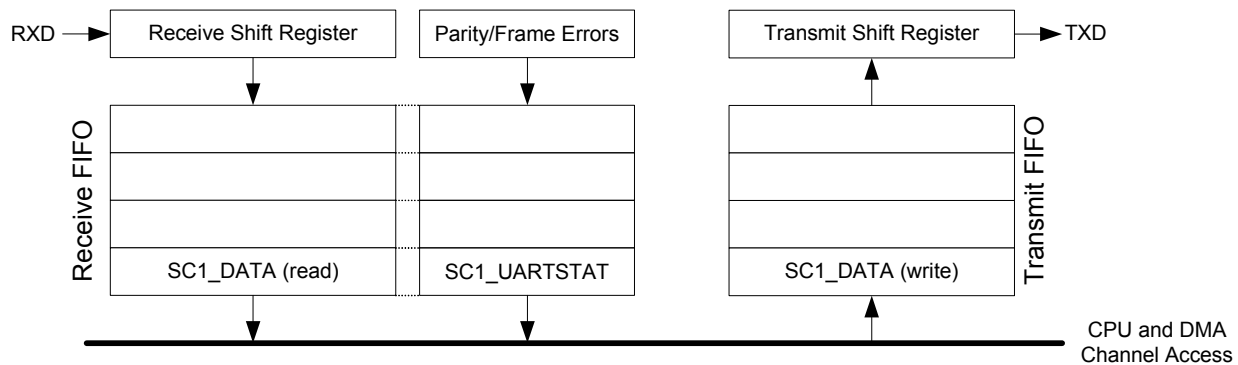 RXD
Receive Shift Register
Parity/Frame Errors
Transmit Shift Register
TXD
Receive FIFO
Transmit FIFO
SC1_DATA (read)
SC1_UARTSTAT
SC1_DATA (write)
CPU and DMA
Channel Access